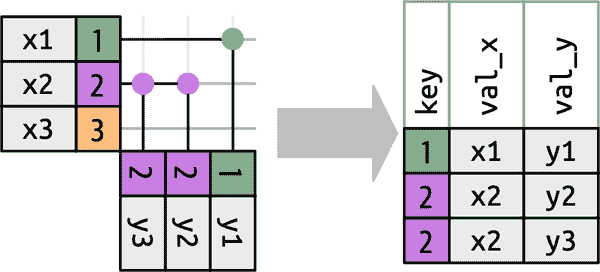 x1 1
x2 2
x3 3
2 2 1
y3 y2 y1
key val_x val_y
1 x1 y1
2 x2 y2
2 x2 y3